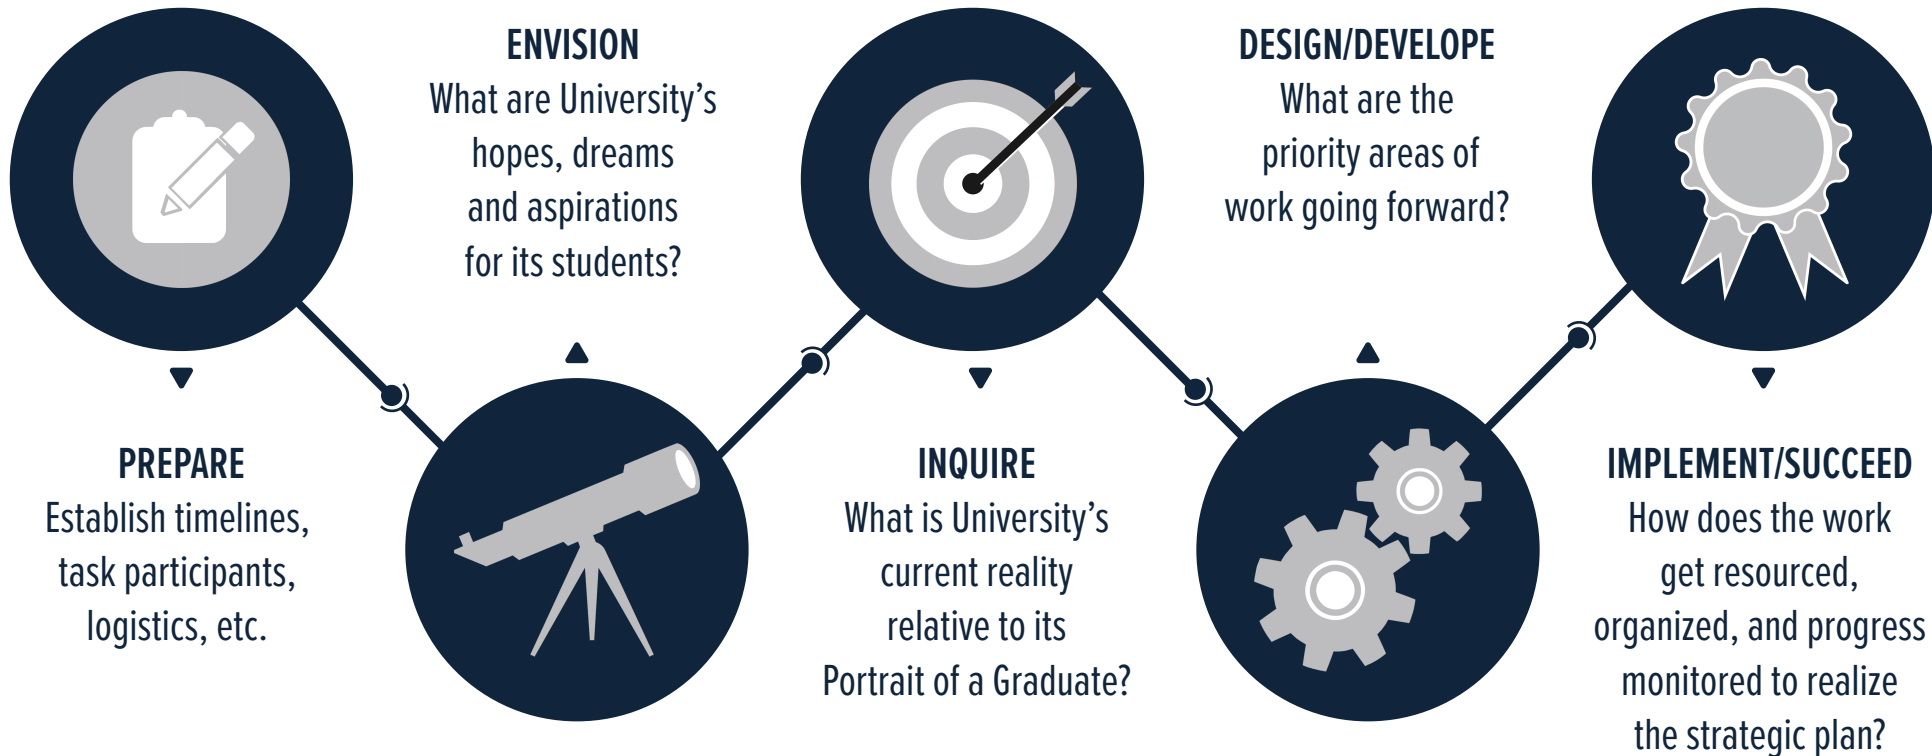 PREPARE
Establish timelines,
task participants,
logistics, etc.
ENVISION
What are University’s
hopes, dreams
and aspirations
for its students?
INQUIRE
What is University’s
current reality
relative to its
Portrait of a Graduate?
DESIGN/DEVELOPE
What are the
priority areas of
work going forward?
IMPLEMENT/SUCCEED
How does the work
get resourced,
organized, and progress
monitored to realize
the strategic plan?